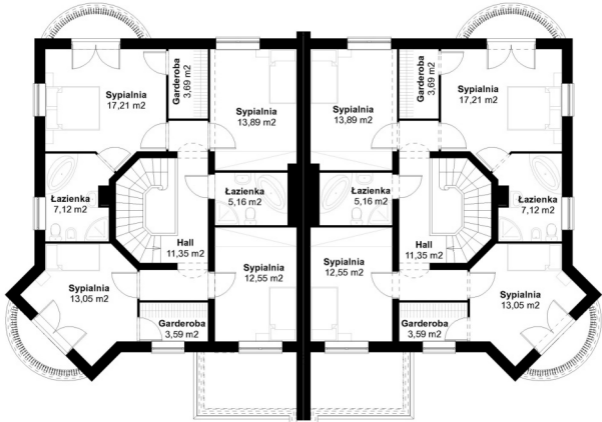 Sypialnia
17,21 m2
Garderoba
3,69 m2
Sypialnia
13,89 m2
Łazienka
7,12 m2
Łazienka
5,16 m2
Hall
11,35 m2
Sypialnia
13,05 m2
Sypialnia
12,55 m2
Garderoba
3,59 m2
Sypialnia
13,89 m2
Garderoba
3,69 m2
Sypialnia
17,21 m2
Łazienka
5,16 m2
Łazienka
7,12 m2
Hall
11,35 m2
Sypialnia
12,55 m2
Sypialnia
13,05 m2
Garderoba
3,59 m2